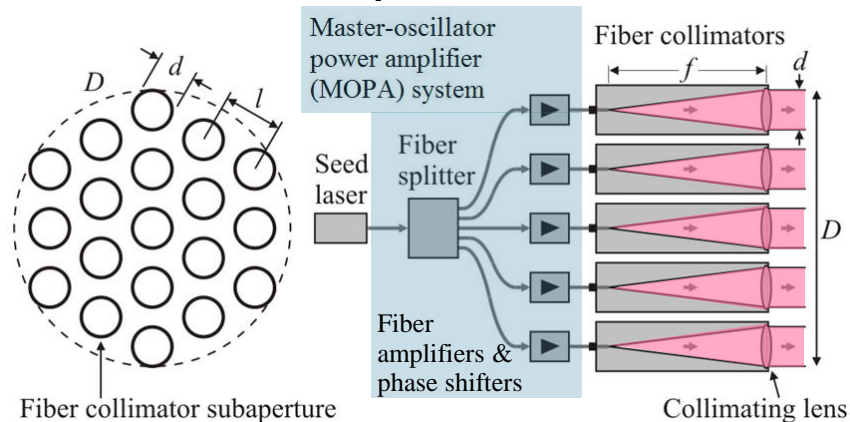 D
d
l
Fiber collimator subaperture
Master-oscillator
power amplifier
(MOPA) system
Seed
laser
Fiber
splitter
Fiber
amplifiers &
phase shifters
Fiber collimators
f
d
D
Collimating lens